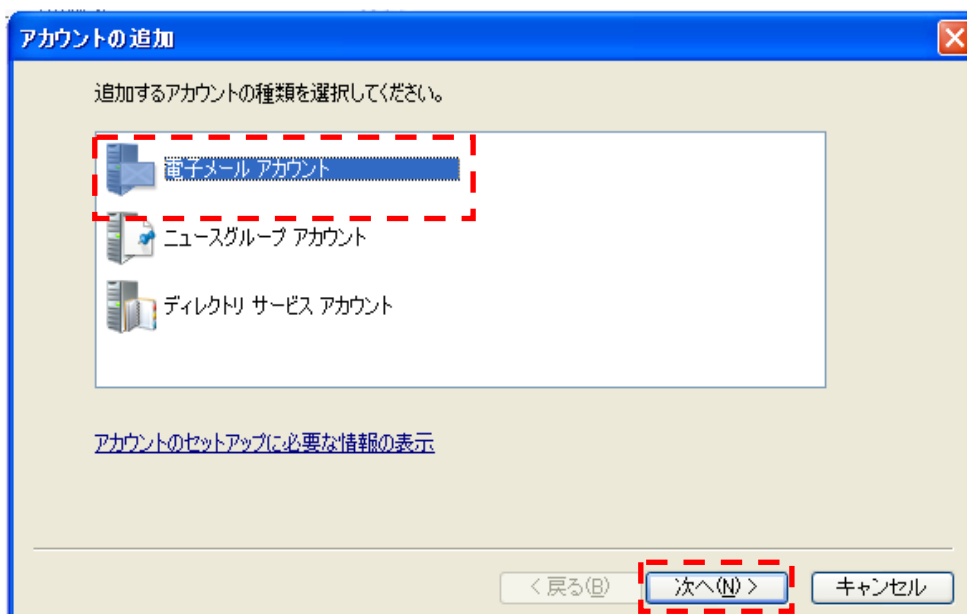 アカウントの追加
追加するアカウントの種類を選択してください。
電子メール アカウント
ニュースグループ アカウント
ディレクトリ サービス アカウント
アカウントのセットアップに必要な情報の表示
< 戻る(B) 次へ(N) > キャンセル